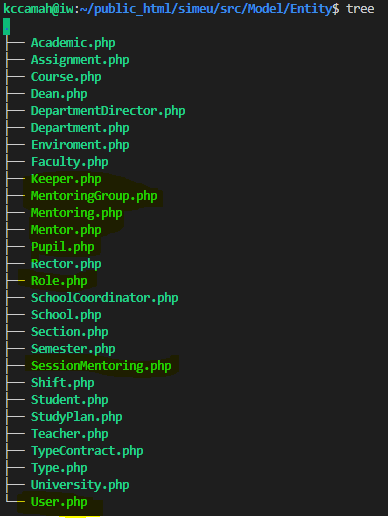 kccamah@iw:~/public_html/simeu/src/Model/Entity$ tree
.
├── Academic.php
├── Assignment.php
├── Course.php
├── Dean.php
├── DepartmentDirector.php
├── Department.php
├── Enviroment.php
├── Faculty.php
├── Keeper.php
├── MentoringGroup.php
├── Mentoring.php
├── Mentor.php
├── Pupil.php
├── Rector.php
├── Role.php
├── SchoolCoordinator.php
├── School.php
├── Section.php
├── Semester.php
├── SessionMentoring.php
├── Shift.php
├── Student.php
├── StudyPlan.php
├── Teacher.php
├── TypeContract.php
├── Type.php
├── University.php
└── User.php